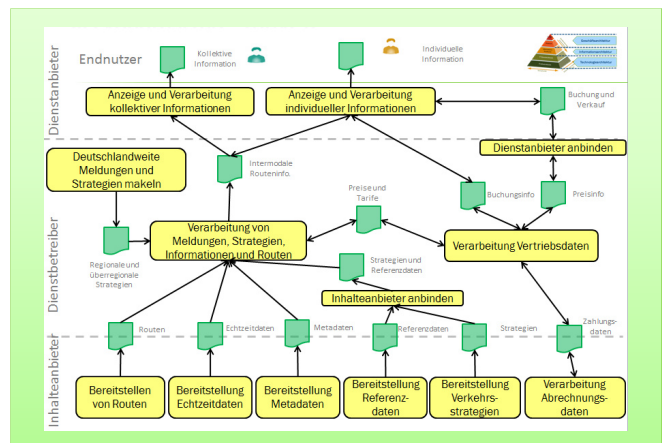 Endnutzer
Kollektive
Information
Individuelle
Information
Dienstanbieter
Anzeige und Verarbeitung
kollektiver Informationen
Anzeige und Verarbeitung
individueller Informationen
Buchung und
Verkauf
Dienstanbieter anbinden
Deutschlandweite
Meldungen und
Strategien makeln
Intermodale
Routeninfo.
Buchungsinfo
Preisinfo
Preise und
Tarife
Dienstbetreiber
Verarbeitung von
Meldungen, Strategien,
Informationen und Routen
Verarbeitung Vertriebsdaten
Regionale und
überregionale
Strategien
Strategien und
Referenzdaten
Inhalteanbieter anbinden
Routen
Echtzeitdaten
Metadaten
Referenzdaten
Strategien
Zahlungs-
daten
Inhalteanbieter
Bereitstellen
von Routen
Bereitstellung
Echtzeitdaten
Bereitstellung
Metadaten
Bereitstellung
Referenz-
daten
Bereitstellung
Verkehrs-
strategien
Verarbeitung
Abrechnungs-
daten